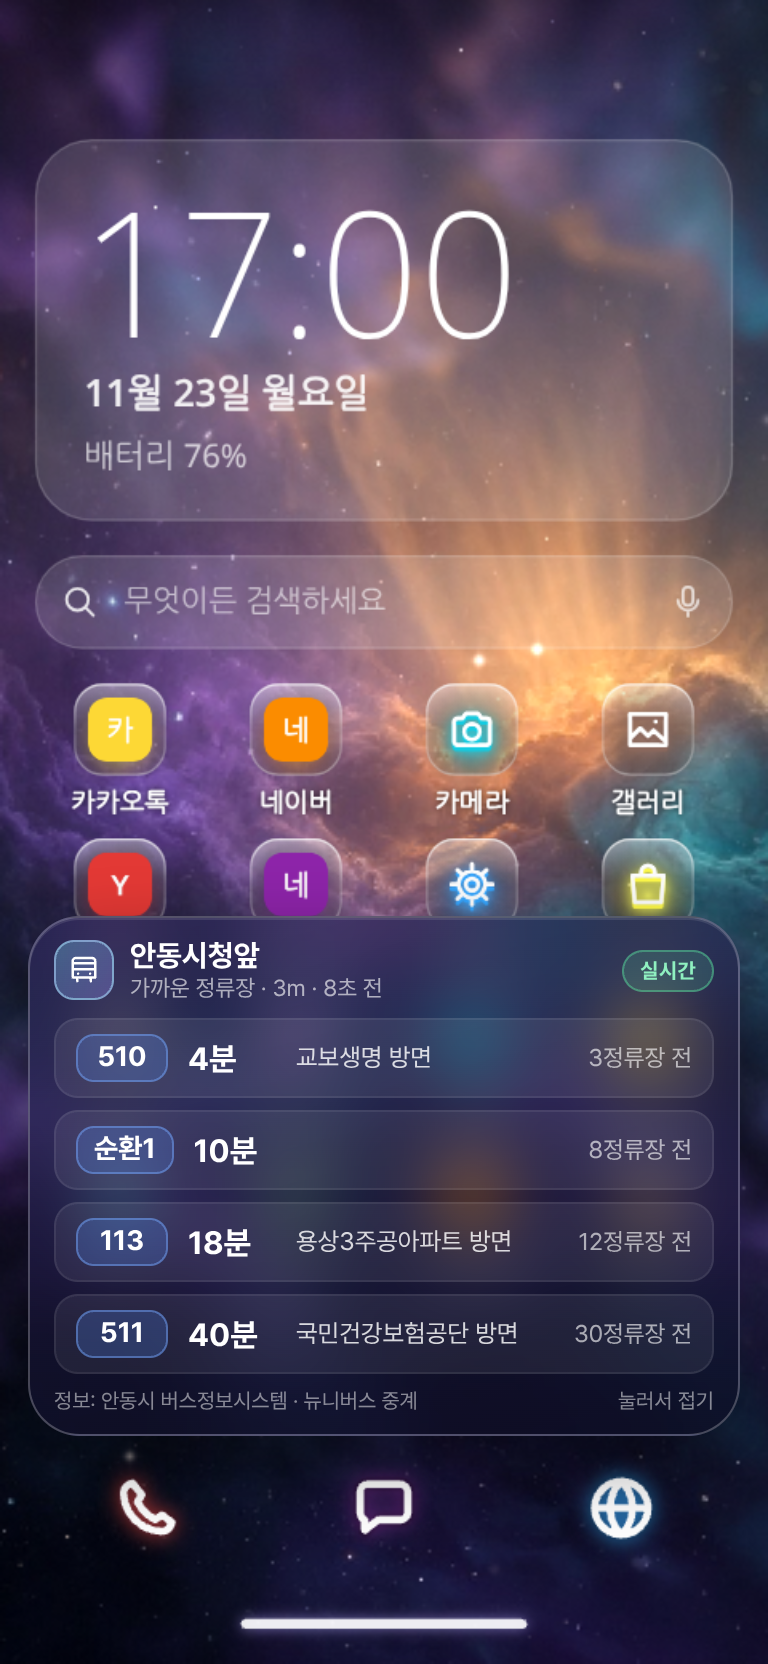 17:00
11월 23일 월요일
배터리 76%
무엇이든 검색하세요
카 네
카카오톡 네이버 카메라 갤러리
Y 네
안동시청앞
가까운 정류장 · 3m · 8초 전
실시간
510 4분 교보생명 방면 3정류장 전
순환1 10분 8정류장 전
113 18분 용상3주공아파트 방면 12정류장 전
511 40분 국민건강보험공단 방면 30정류장 전
정보: 안동시 버스정보시스템 · 뉴니버스 중계 눌러서 접기